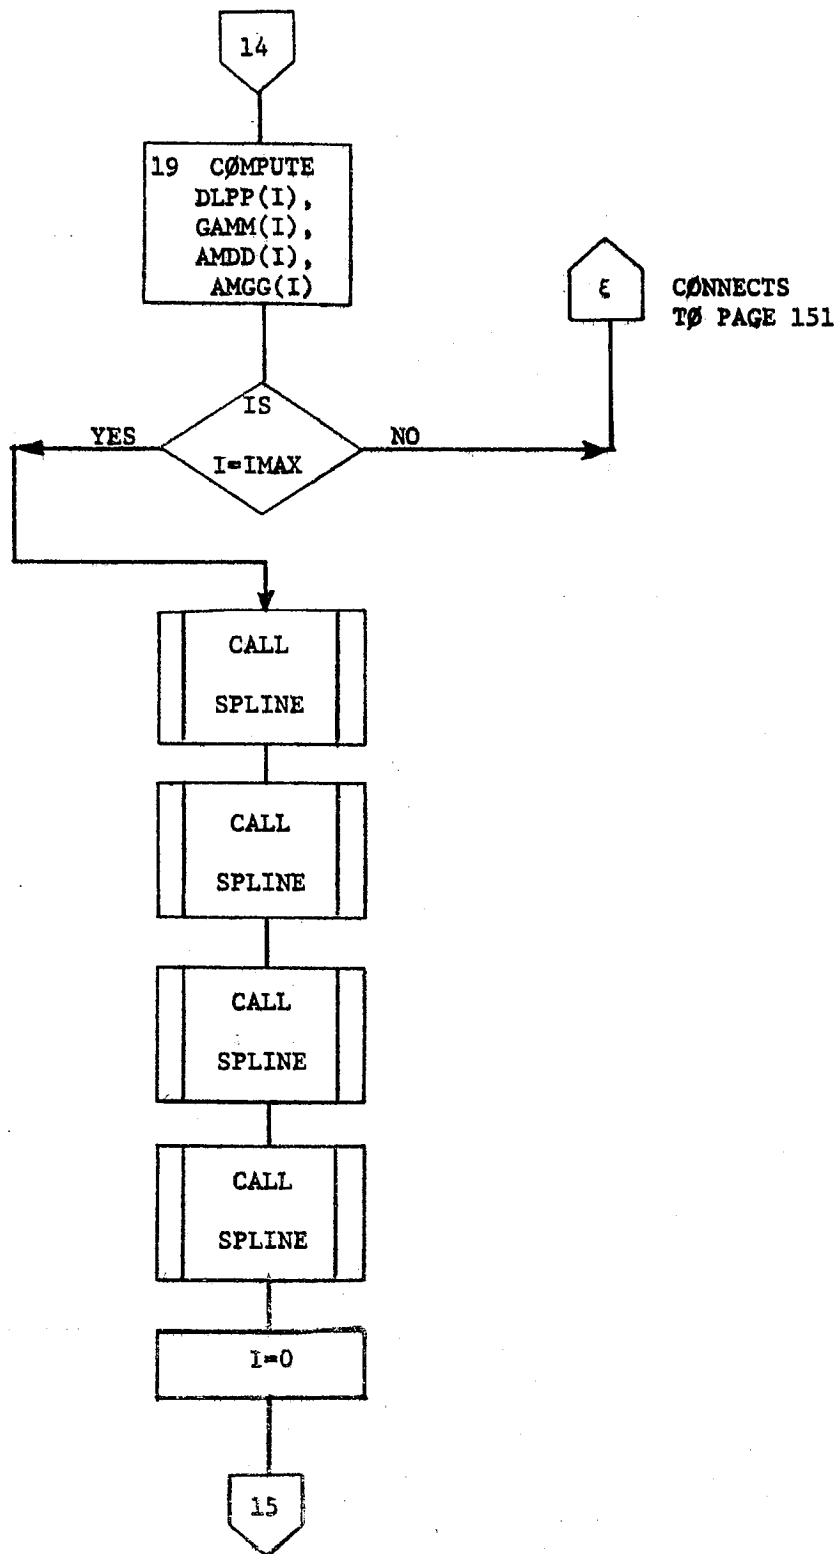 14
19 CØMPUTE
DLPP(I),
GAMM(I),
AMDD(I),
AMGG(I)
ξ
CØNNECTS
TØ PAGE 151
IS
I=IMAX
YES
NO
CALL
SPLINE
CALL
SPLINE
CALL
SPLINE
CALL
SPLINE
I=0
15